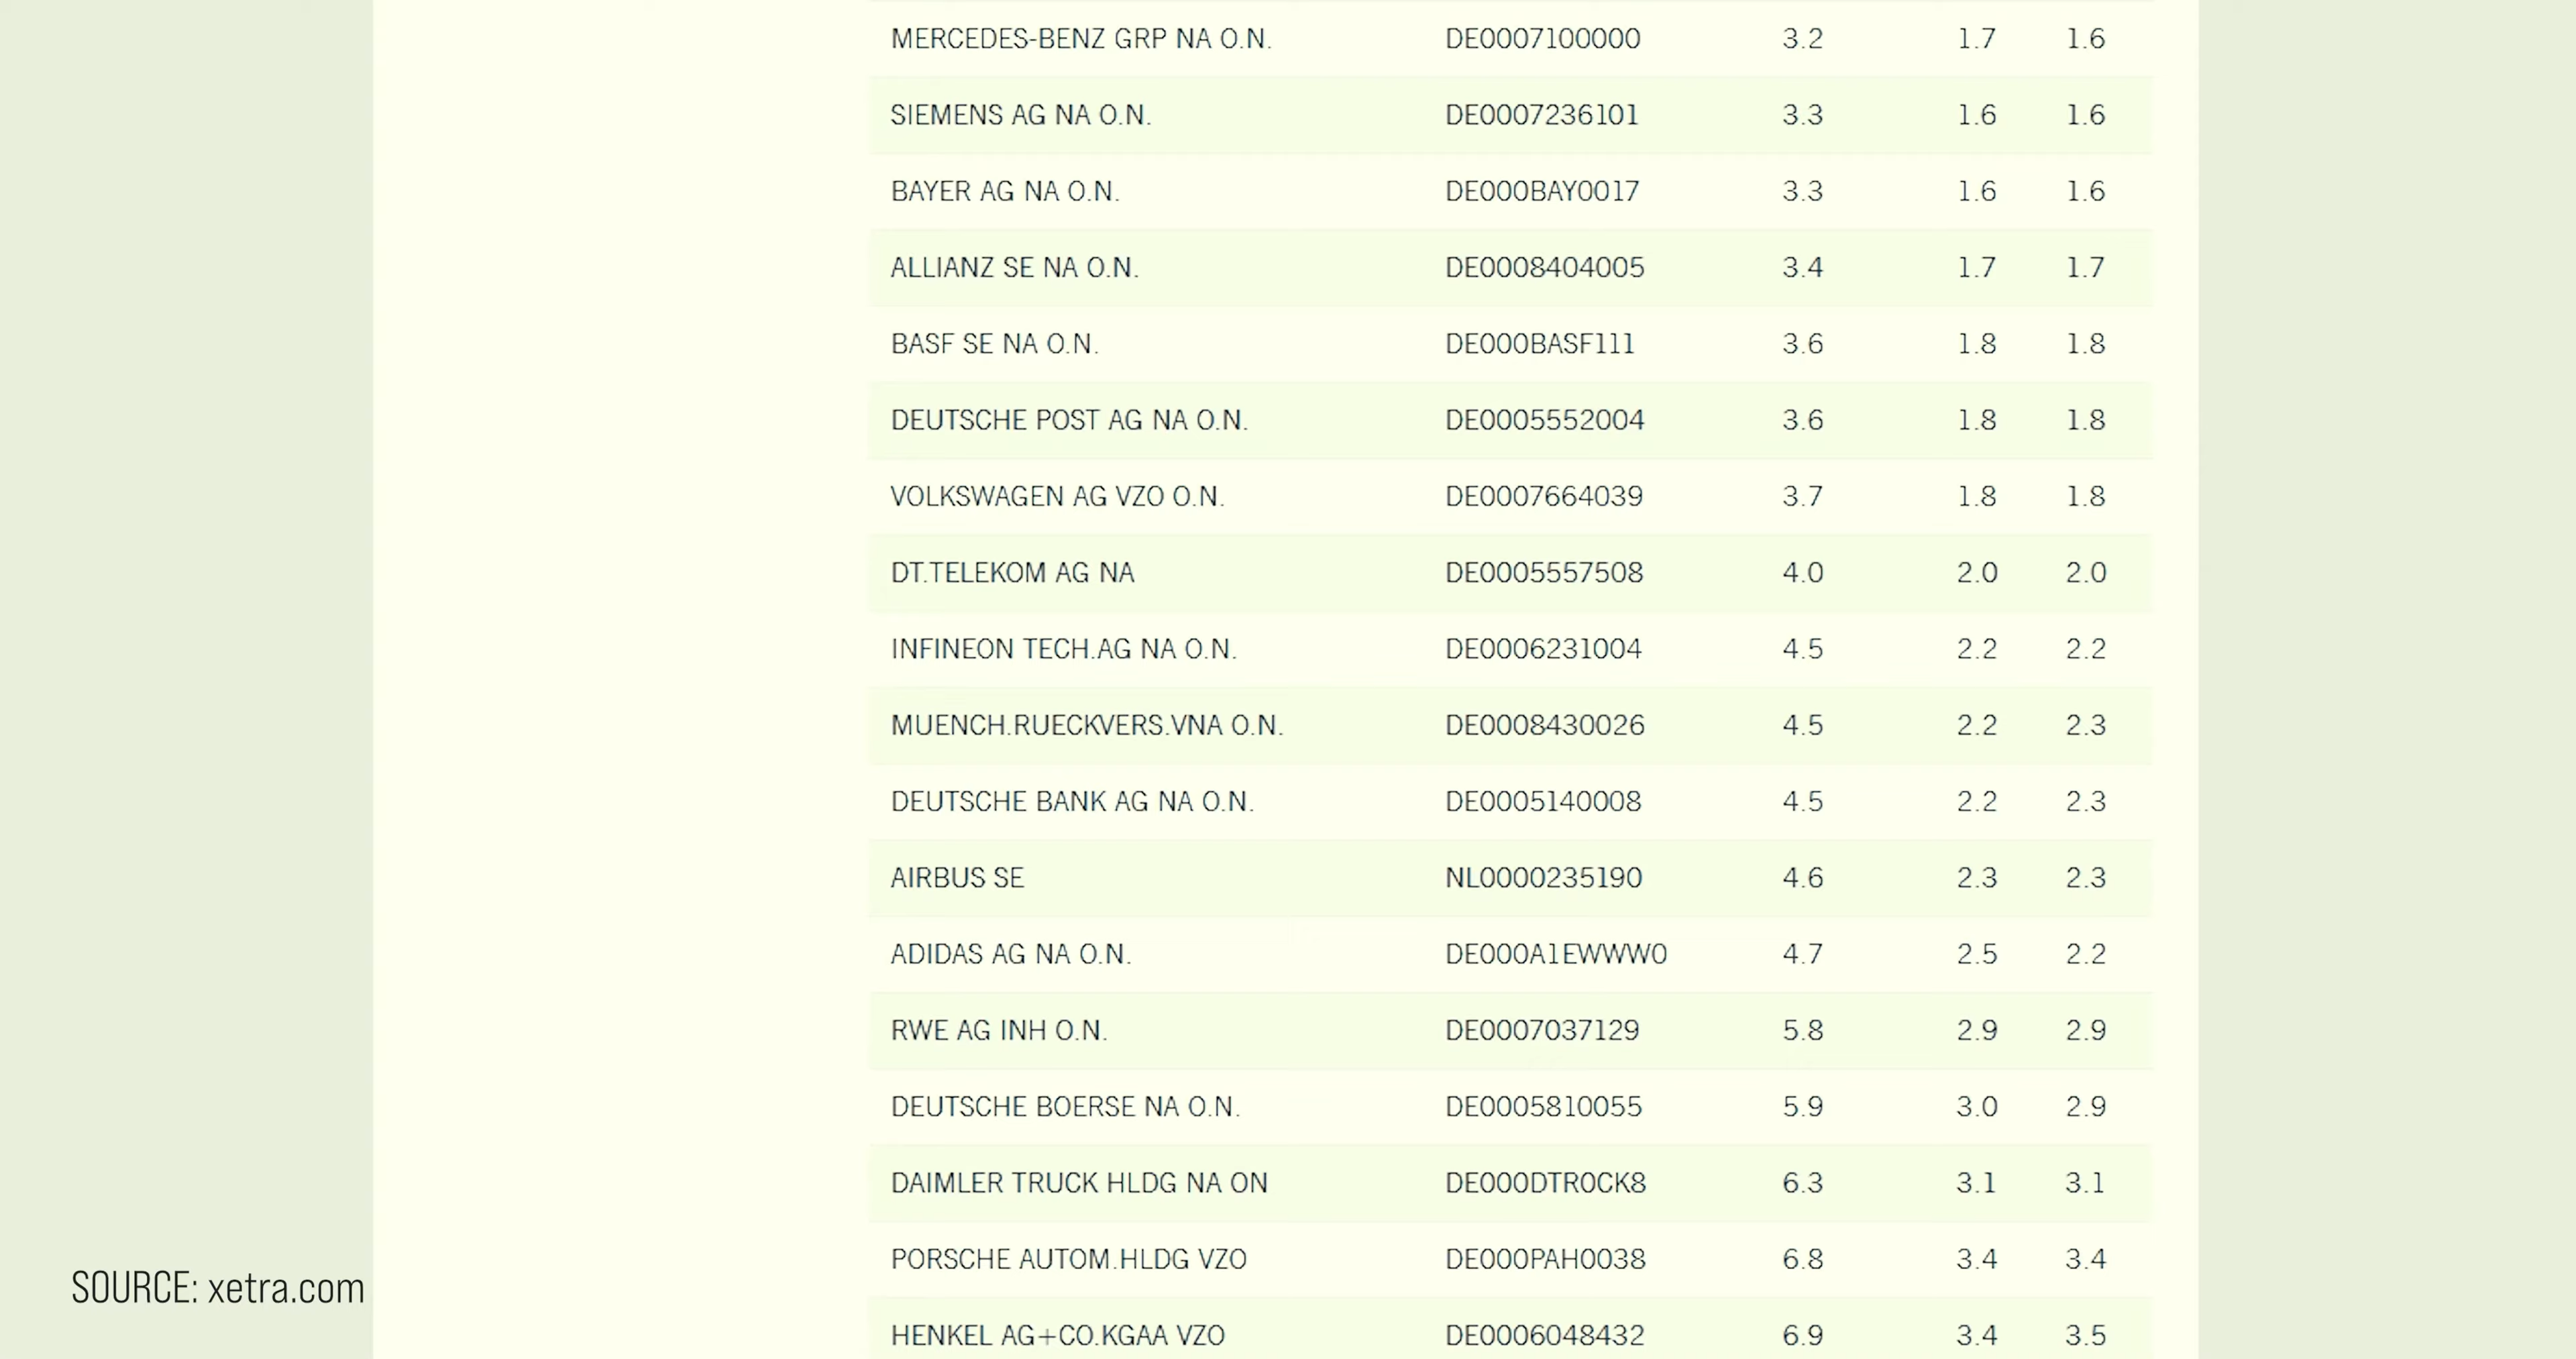 MERCEDES-BENZ GRP NA O.N. DE0007100000 3.2 1.7 1.6
SIEMENS AG NA O.N. DE0007236101 3.3 1.6 1.6
BAYER AG NA O.N. DE000BAY0017 3.3 1.6 1.6
ALLIANZ SE NA O.N. DE0008404005 3.4 1.7 1.7
BASF SE NA O.N. DE000BASF111 3.6 1.8 1.8
DEUTSCHE POST AG NA O.N. DE0005552004 3.6 1.8 1.8
VOLKSWAGEN AG VZO O.N. DE0007664039 3.7 1.8 1.8
DT.TELEKOM AG NA DE0005557508 4.0 2.0 2.0
INFINEON TECH.AG NA O.N. DE0006231004 4.5 2.2 2.2
MUENCH.RUECKVERS.VNA O.N. DE0008430026 4.5 2.2 2.3
DEUTSCHE BANK AG NA O.N. DE0005140008 4.5 2.2 2.3
AIRBUS SE NL0000235190 4.6 2.3 2.3
ADIDAS AG NA O.N. DE000A1EWWW0 4.7 2.5 2.2
RWE AG INH O.N. DE0007037129 5.8 2.9 2.9
DEUTSCHE BOERSE NA O.N. DE0005810055 5.9 3.0 2.9
DAIMLER TRUCK HLDG NA ON DE000DTR0CK8 6.3 3.1 3.1
PORSCHE AUTOM.HLDG VZO DE000PAH0038 6.8 3.4 3.4
HENKEL AG+CO.KGAA VZO DE0006048432 6.9 3.4 3.5
SOURCE: xetra.com